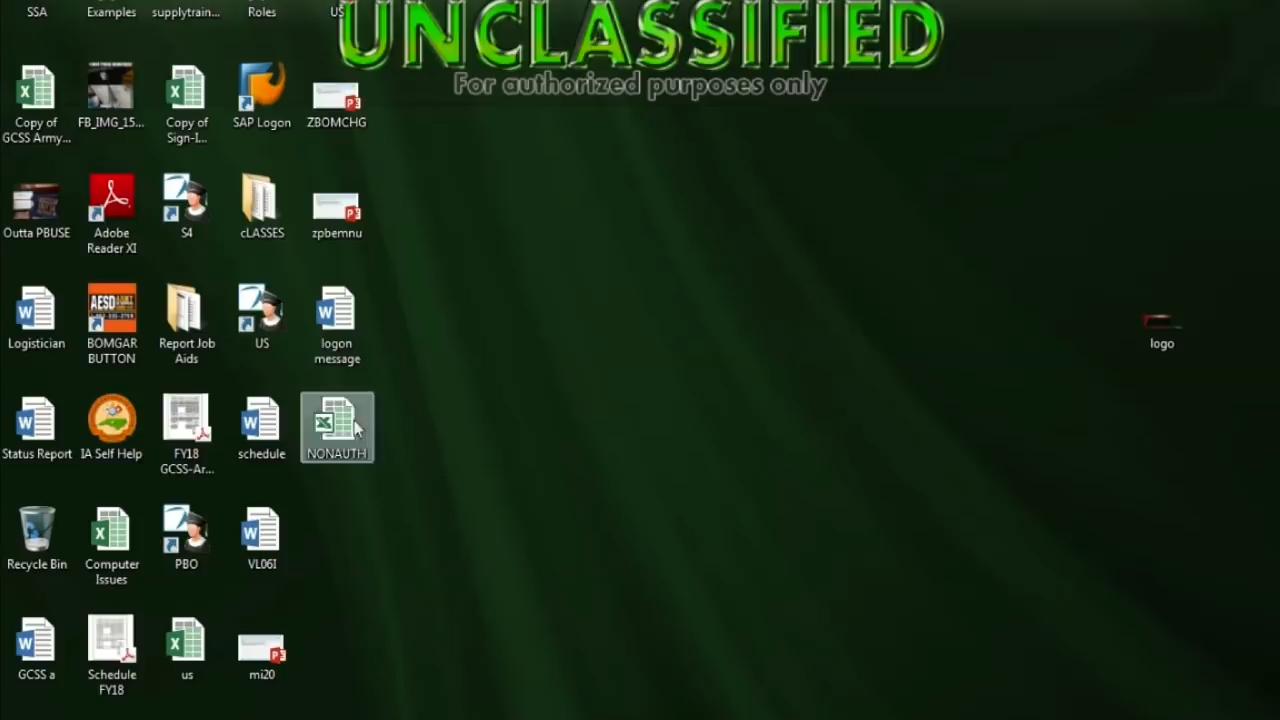 SSA
Examples
supplytrain...
Roles
US
UNCLASSIFIED
For authorized purposes only
Copy of
GCSS Army...
FB_IMG_15...
Copy of
Sign-I...
SAP Logon
ZBOMCHG
Outta PBUSE
Adobe
Reader XI
S4
cLASSES
zpbemnu
Logistician
AESD
BOMGAR
BUTTON
Report Job
Aids
US
logon
message
logo
Status Report
IA Self Help
FY18
GCSS-Ar...
schedule
NONAUTH
Recycle Bin
Computer
Issues
PBO
VL06I
GCSS a
Schedule
FY18
us
mi20